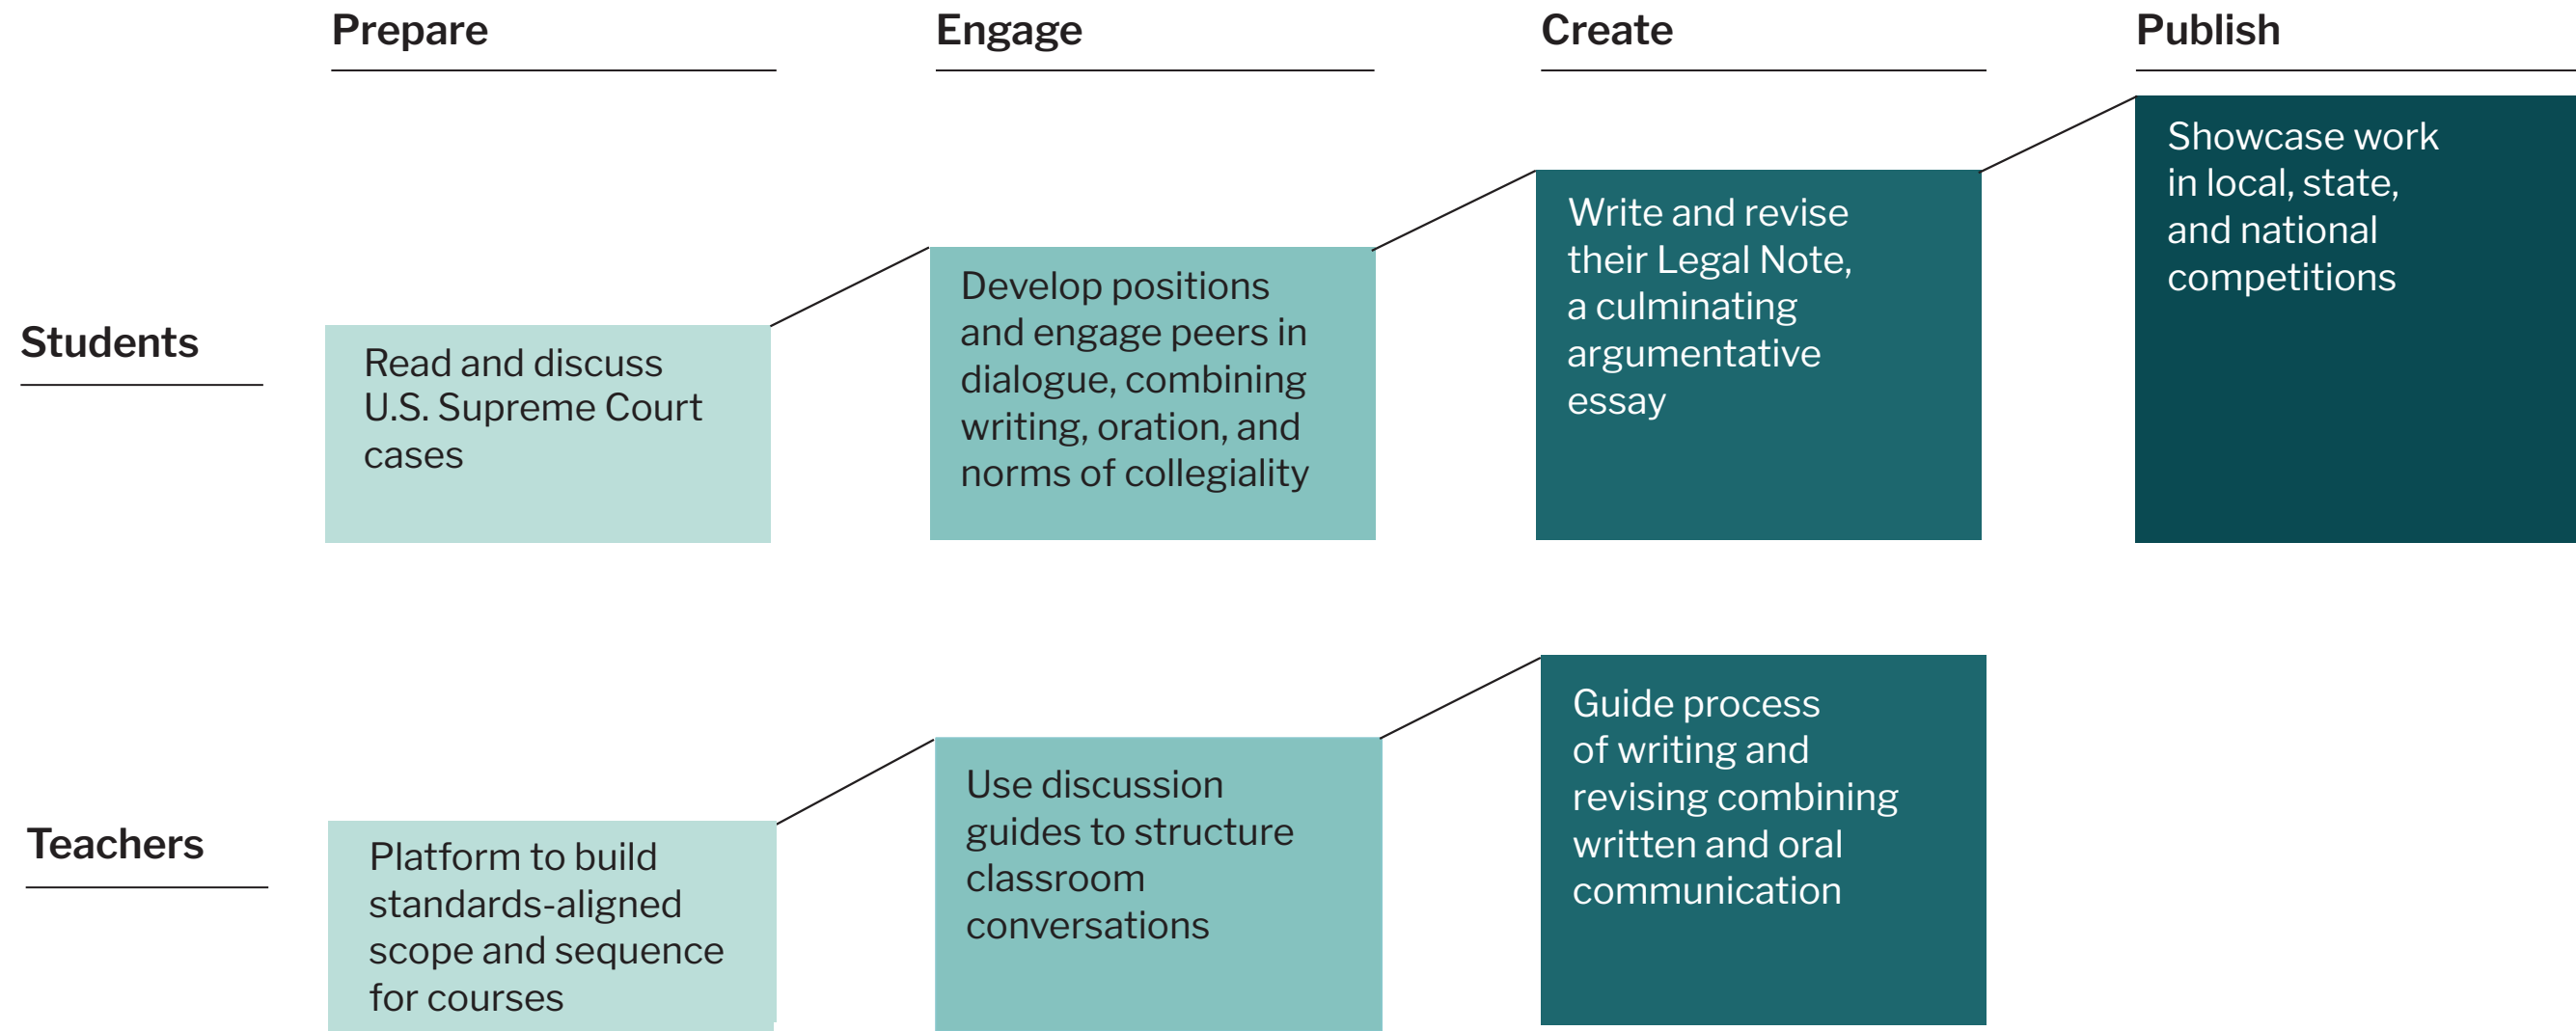 Prepare
Engage
Create
Publish
Students
Read and discuss
U.S. Supreme Court
cases
Develop positions
and engage peers in
dialogue, combining
writing, oration, and
norms of collegiality
Write and revise
their Legal Note,
a culminating
argumentative
essay
Showcase work
in local, state,
and national
competitions
Teachers
Platform to build
standards-aligned
scope and sequence
for courses
Use discussion
guides to structure
classroom
conversations
Guide process
of writing and
revising combining
written and oral
communication